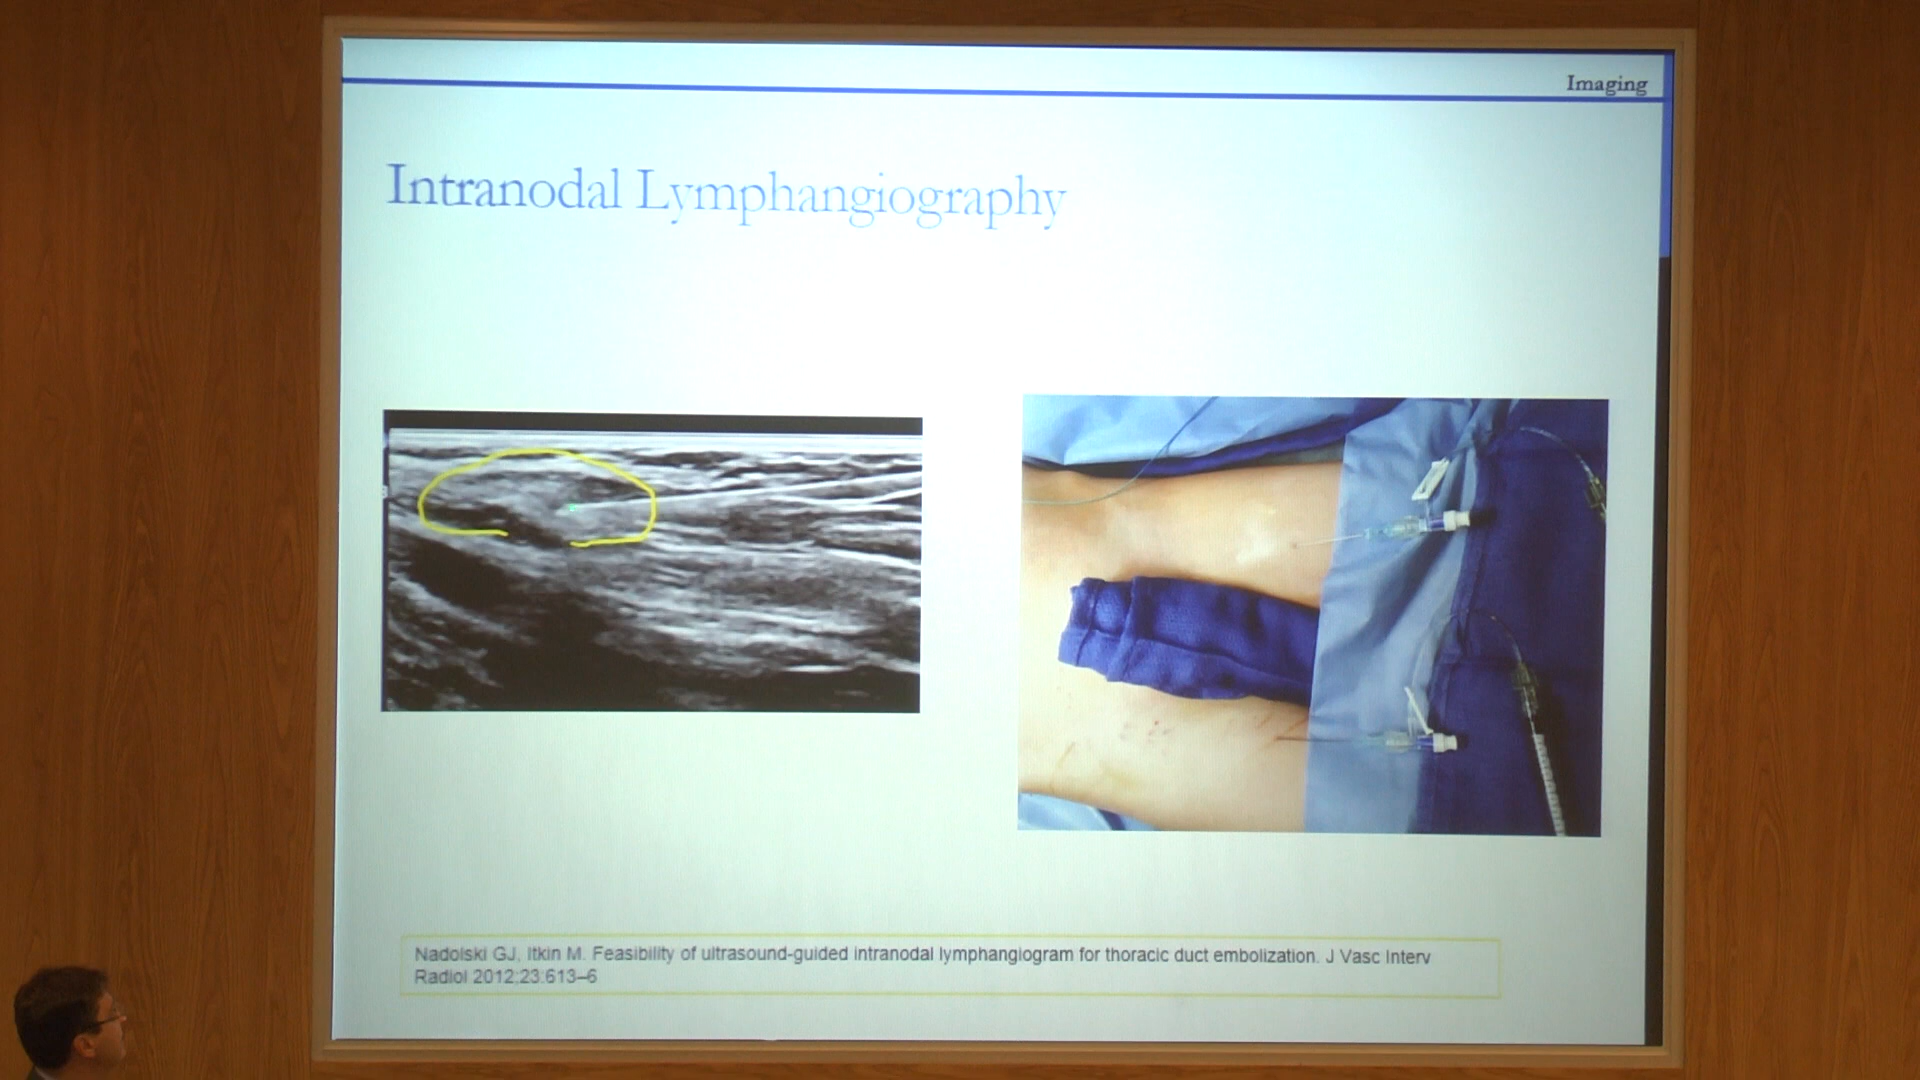 Imaging
Intranodal Lymphangiography
Nadolski GJ, Itkin M. Feasibility of ultrasound-guided intranodal lymphangiogram for thoracic duct embolization. J Vasc Interv
Radiol 2012;23:613–6